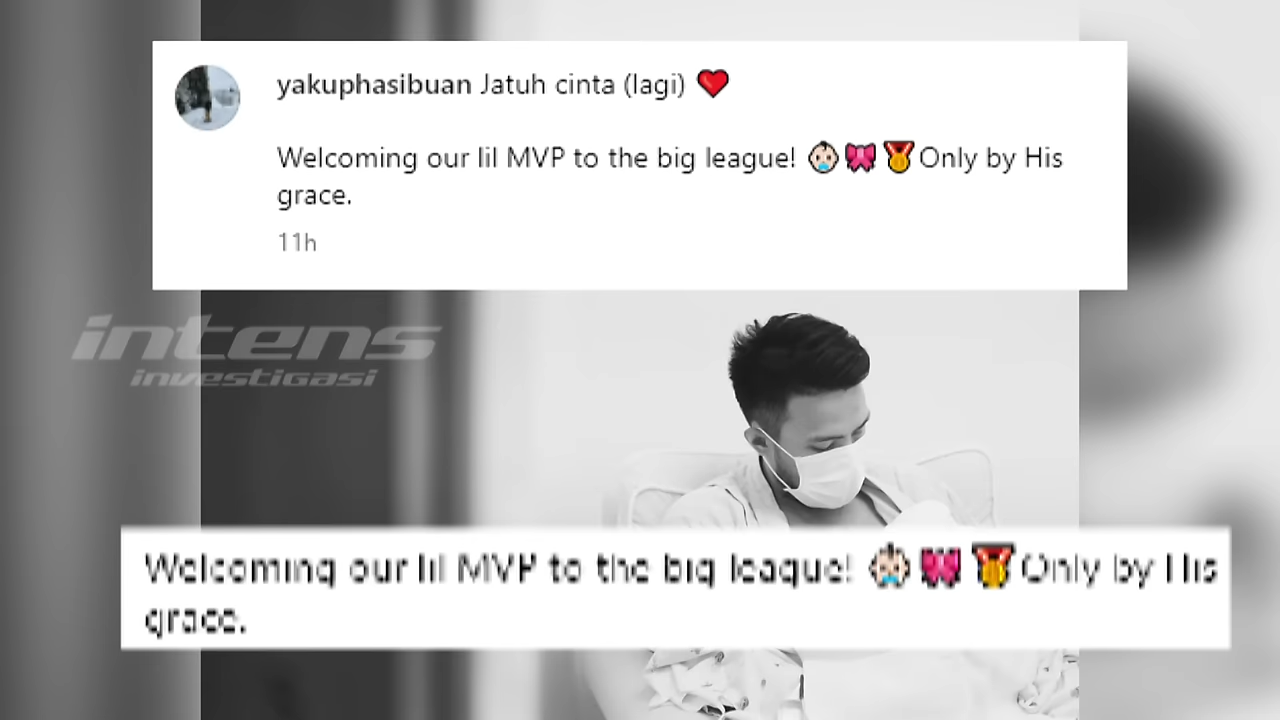 yakuphasibuan Jatuh cinta (lagi) ❤️
Welcoming our lil MVP to the big league! 👶🏻🎀🏅Only by His
grace.
11h
intens
investigasi
Welcoming our lil MVP to the big league! 👶🏻🎀🏅Only by His
grace.